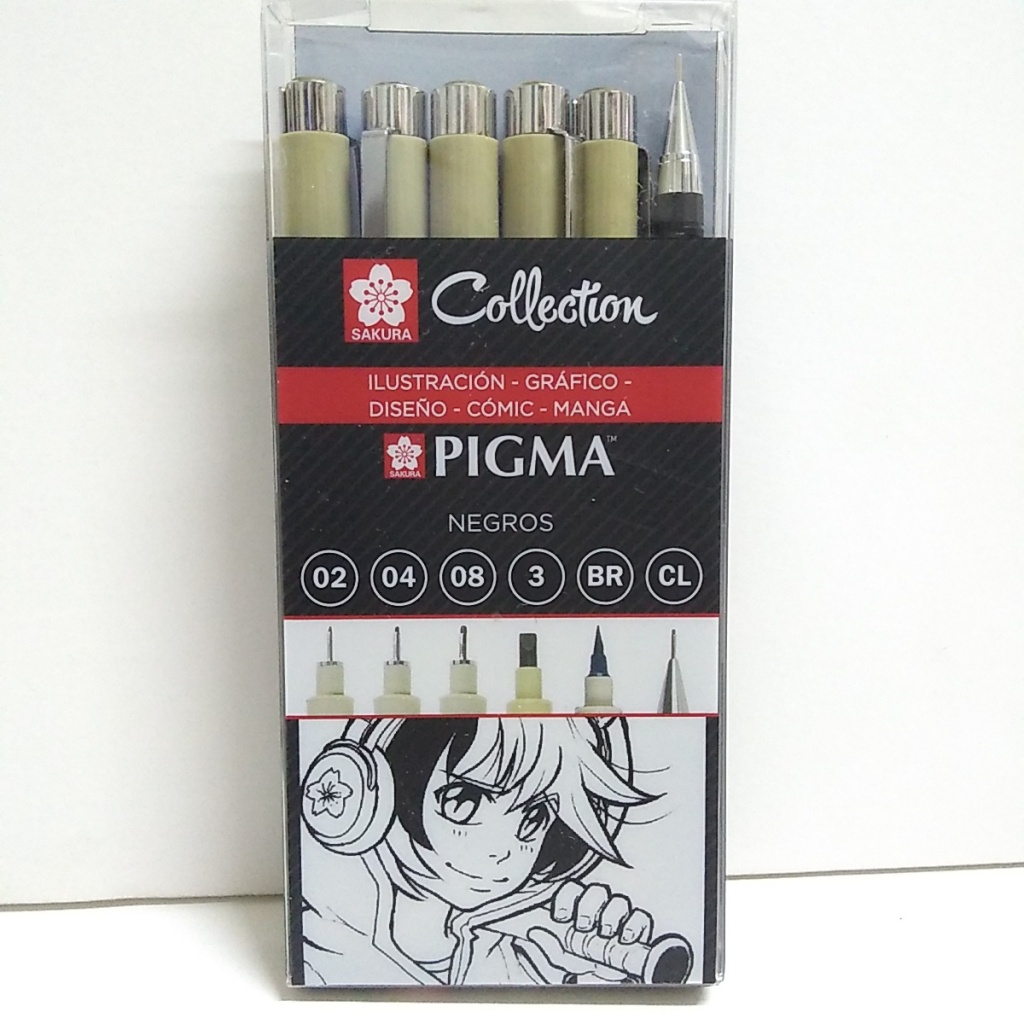 SAKURA
Collection
ILUSTRACIÓN - GRÁFICO -
DISEÑO - CÓMIC - MANGA
SAKURA
PIGMA™
NEGROS
02 04 08 3 BR CL